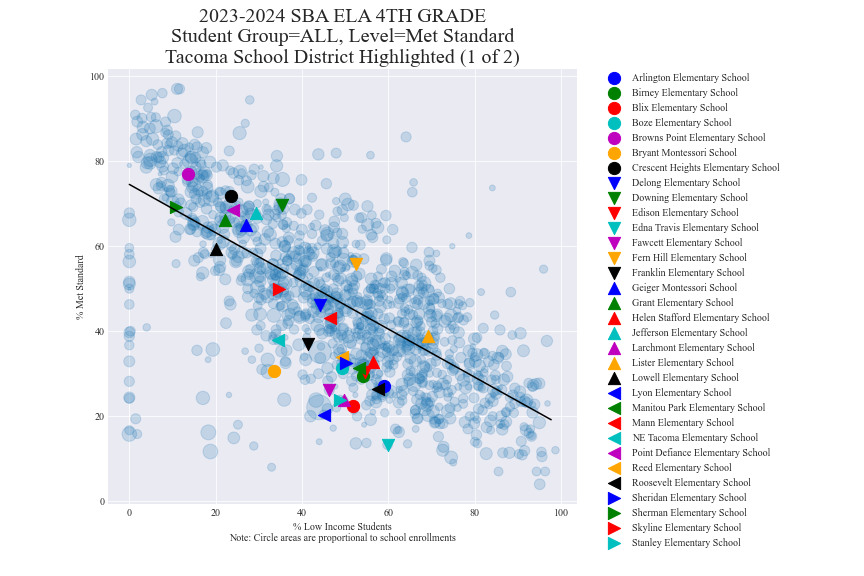 2023-2024 SBA ELA 4TH GRADE
Student Group=ALL, Level=Met Standard
Tacoma School District Highlighted (1 of 2)
% Met Standard
100
80
60
40
20
0
0
20
40
60
80
100
% Low Income Students
Note: Circle areas are proportional to school enrollments
Arlington Elementary School
Birney Elementary School
Blix Elementary School
Boze Elementary School
Browns Point Elementary School
Bryant Montessori School
Crescent Heights Elementary School
Delong Elementary School
Downing Elementary School
Edison Elementary School
Edna Travis Elementary School
Fawcett Elementary School
Fern Hill Elementary School
Franklin Elementary School
Geiger Montessori School
Grant Elementary School
Helen Stafford Elementary School
Jefferson Elementary School
Larchmont Elementary School
Lister Elementary School
Lowell Elementary School
Lyon Elementary School
Manitou Park Elementary School
Mann Elementary School
NE Tacoma Elementary School
Point Defiance Elementary School
Reed Elementary School
Roosevelt Elementary School
Sheridan Elementary School
Sherman Elementary School
Skyline Elementary School
Stanley Elementary School